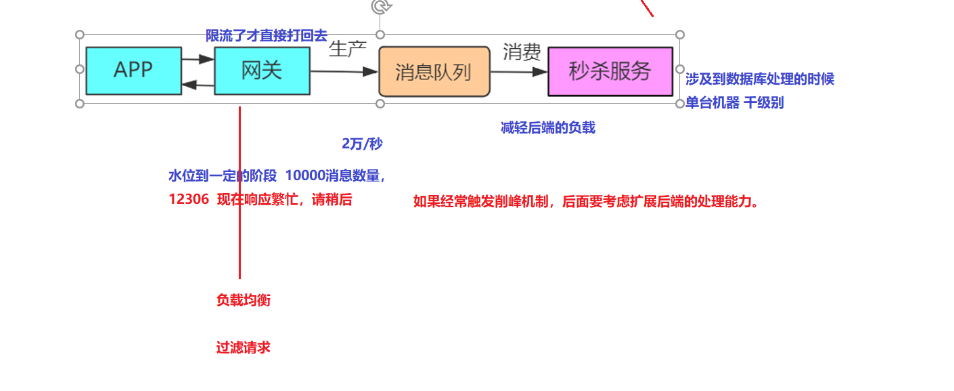 限流了才直接打回去
生产
消费
APP
网关
消息队列
秒杀服务
涉及到数据库处理的时候
单台机器 千级别
减轻后端的负载
2万/秒
水位到一定的阶段 10000消息数量，
12306 现在响应繁忙，请稍后
如果经常触发削峰机制，后面要考虑扩展后端的处理能力。
负载均衡
过滤请求